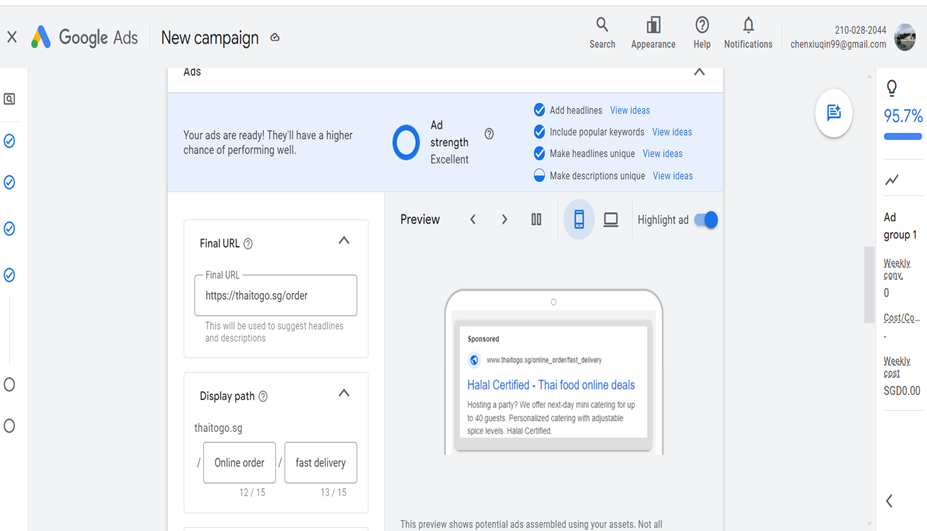 Google Ads
New campaign
Search
Appearance
Help
Notifications
210-028-2044
chenxiuqin99@gmail.com
Ads
Your ads are ready! They'll have a higher
chance of performing well.
Ad
strength
Excellent
Add headlines View ideas
Include popular keywords View ideas
Make headlines unique View ideas
Make descriptions unique View ideas
95.7%
Final URL
Final URL
https://thaitogo.sg/order
This will be used to suggest headlines
and descriptions
Display path
thaitogo.sg
/ Online order / fast delivery
12 / 15 13 / 15
Preview
Highlight ad
Sponsored
www.thaitogo.sg/online_order/fast_delivery
Halal Certified - Thai food online deals
Hosting a party? We offer next-day mini catering for up
to 40 guests. Personalized catering with adjustable
spice levels. Halal Certified.
This preview shows potential ads assembled using your assets. Not all
Ad
group 1
Weekly
conv.
0
Cost/Co...
-
Weekly
cost
SGD0.00